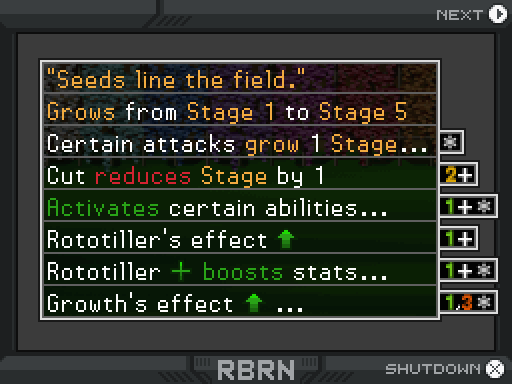 NEXT
"Seeds line the field."
Grows from Stage 1 to Stage 5
Certain attacks grow 1 Stage...
Cut reduces Stage by 1
2+
Activates certain abilities...
1+
Rototiller's effect
1+
Rototiller + boosts stats...
1+
Growth's effect ...
1,3
RBRN
SHUTDOWN